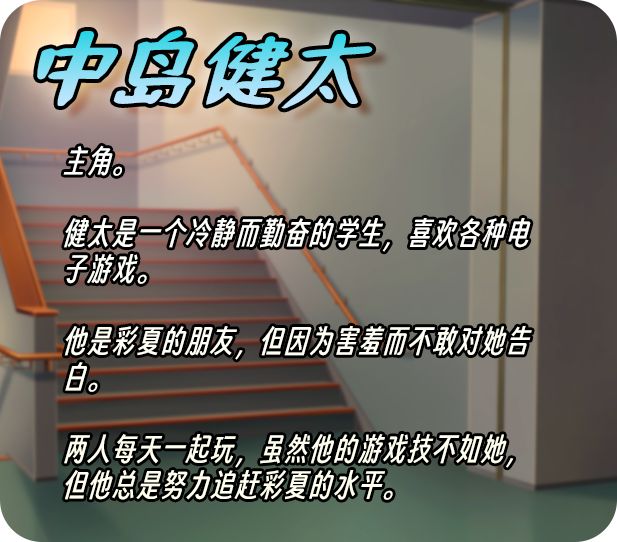 中岛健太
主角。
健太是一个冷静而勤奋的学生，喜欢各种电
子游戏。
他是彩夏的朋友，但因为害羞而不敢对她告
白。
两人每天一起玩，虽然他的游戏技不如她，
但他总是努力追赶彩夏的水平。